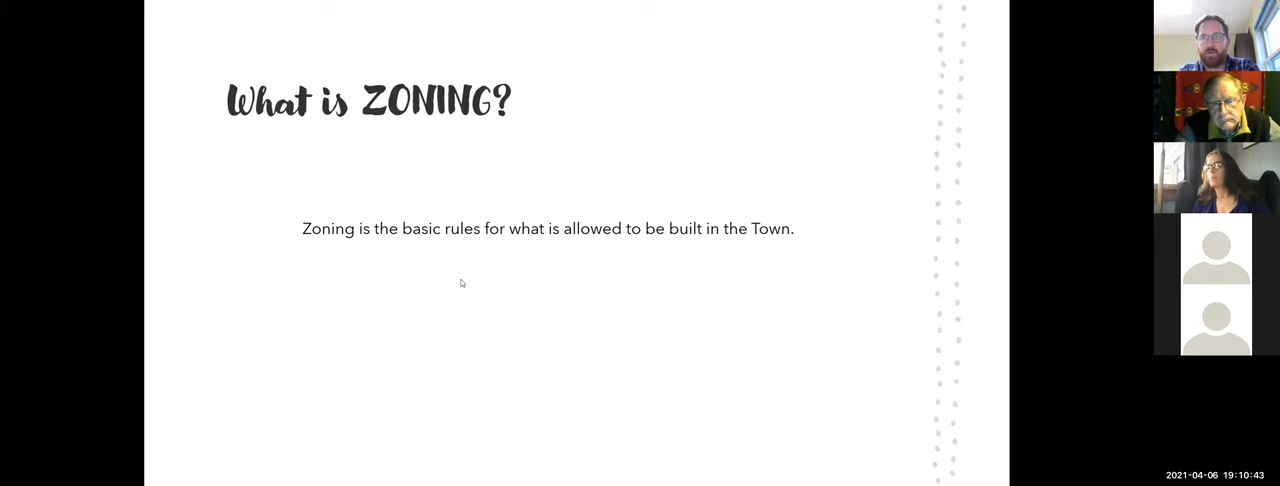 What is ZONING?
Zoning is the basic rules for what is allowed to be built in the Town.
2021-04-06 19:10:43